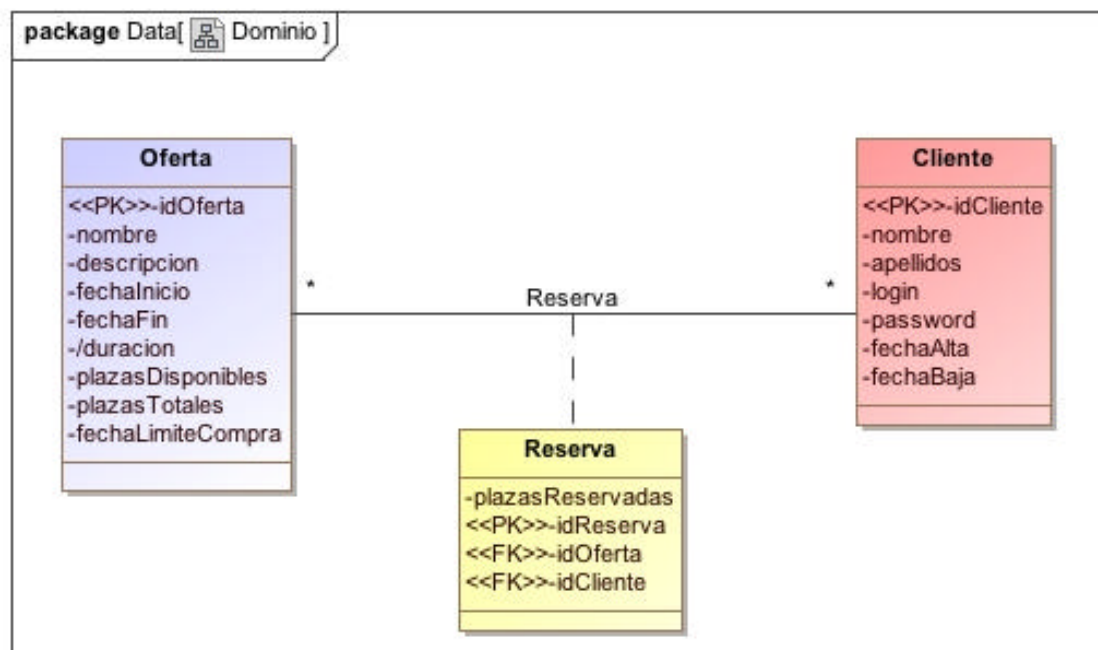 package Data[ Dominio ]
Oferta
<<PK>>-idOferta
-nombre
-descripcion
-fechaInicio
-fechaFin
-/duracion
-plazasDisponibles
-plazasTotales
-fechaLimiteCompra
*
Reserva
*
Cliente
<<PK>>-idCliente
-nombre
-apellidos
-login
-password
-fechaAlta
-fechaBaja
Reserva
-plazasReservadas
<<PK>>-idReserva
<<FK>>-idOferta
<<FK>>-idCliente